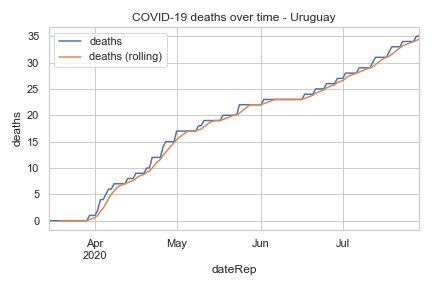 COVID-19 deaths over time - Uruguay
deaths
deaths (rolling)
35
30
25
20
15
10
5
0
deaths
Apr
2020
May
Jun
Jul
dateRep